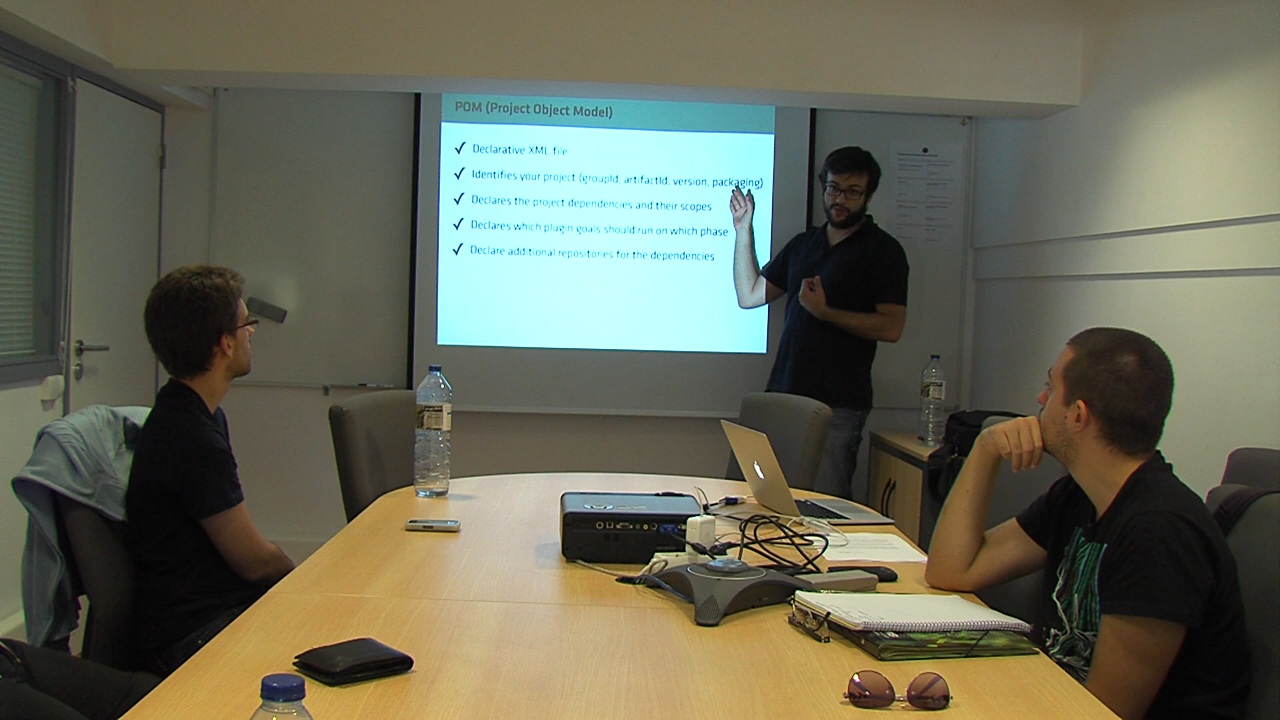 POM (Project Object Model)
✓ Declarative XML file
✓ Identifies your project (groupId, artifactId, version, packaging)
✓ Declares the project dependencies and their scopes
✓ Declares which plugin goals should run on which phase
✓ Declare additional repositories for the dependencies